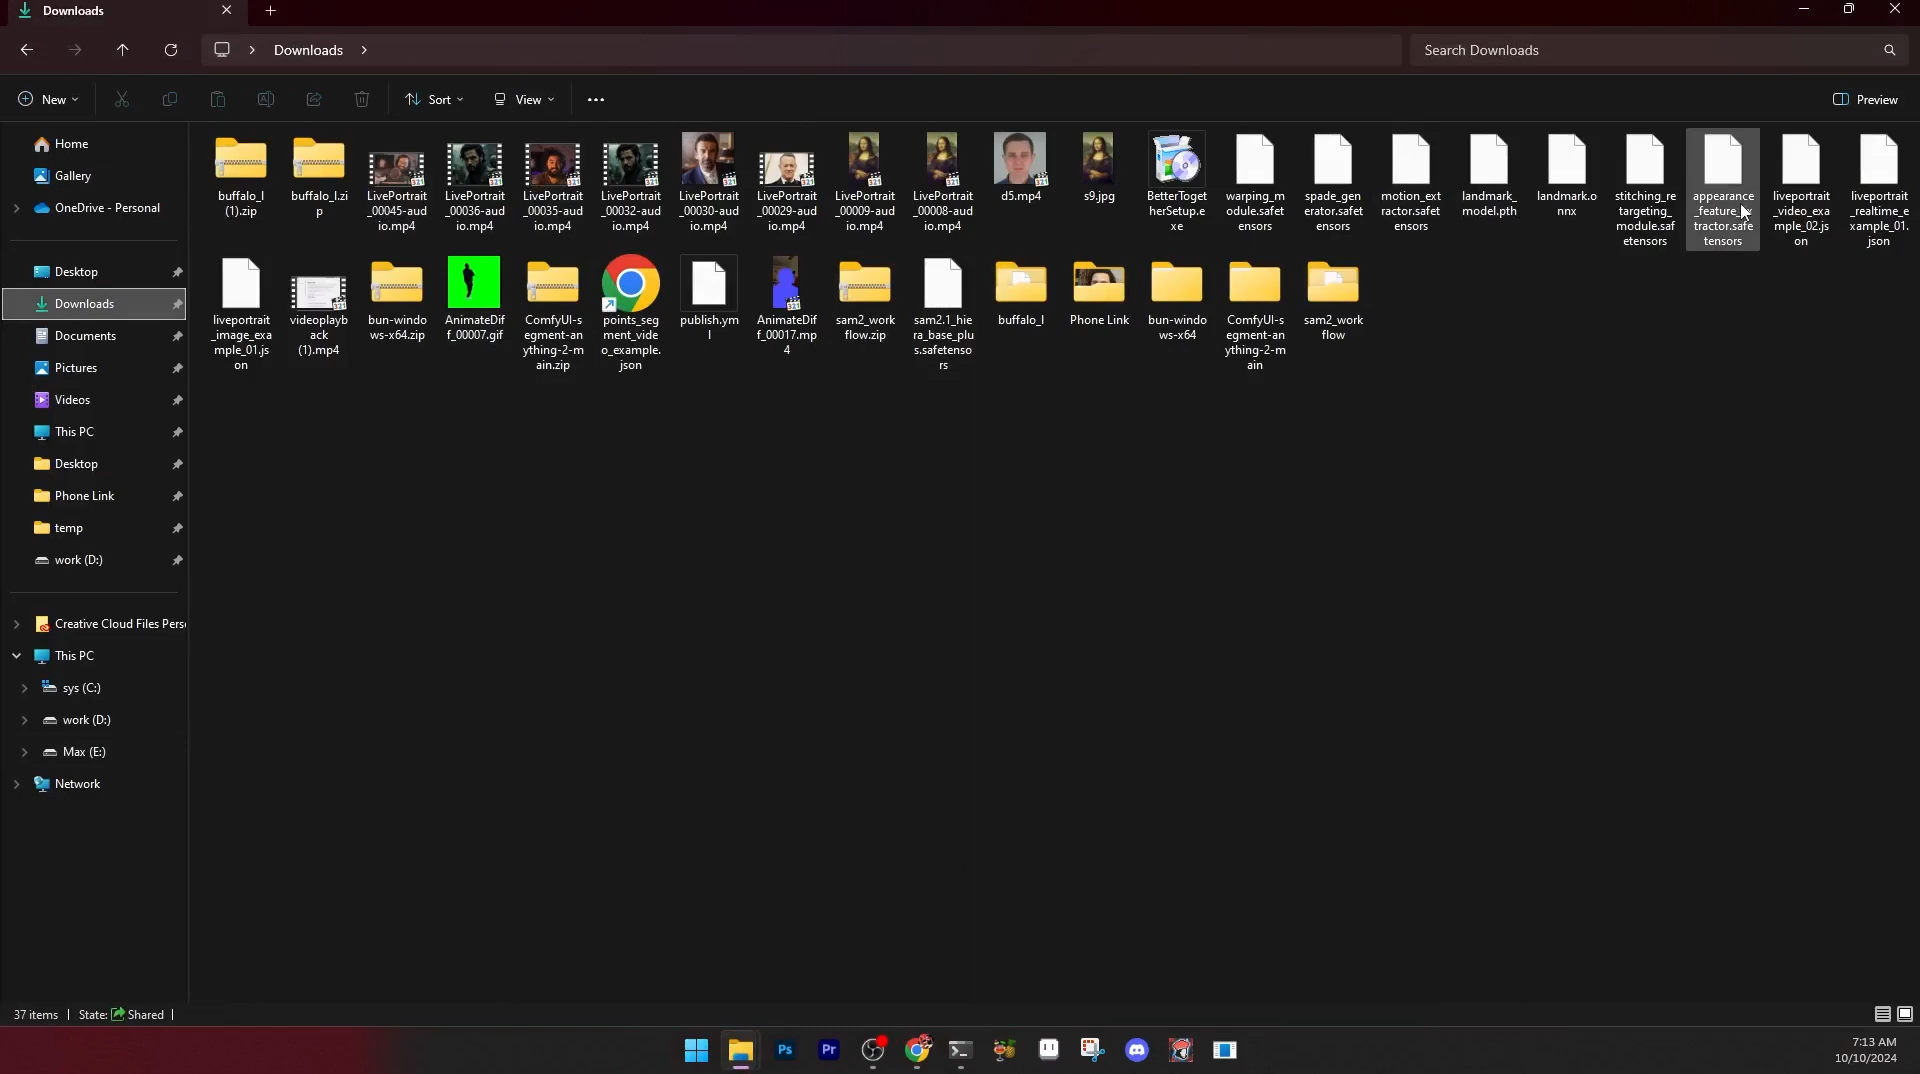 Downloads
Downloads
Search Downloads
New
Sort
View
Preview
Home
Gallery
OneDrive - Personal
Desktop
Downloads
Documents
Pictures
Videos
This PC
Desktop
Phone Link
temp
work (D:)
Creative Cloud Files Pers
This PC
sys (C:)
work (D:)
Max (E:)
Network
buffalo_l
(1).zip
buffalo_l.zi
p
LivePortrait
_00045-aud
io.mp4
LivePortrait
_00036-aud
io.mp4
LivePortrait
_00035-aud
io.mp4
LivePortrait
_00032-aud
io.mp4
LivePortrait
_00030-aud
io.mp4
LivePortrait
_00029-aud
io.mp4
LivePortrait
_00009-aud
io.mp4
LivePortrait
_00008-aud
io.mp4
d5.mp4
s9.jpg
BetterToget
herSetup.e
xe
warping_m
odule.safet
ensors
spade_gen
erator.safet
ensors
motion_ext
ractor.safet
ensors
landmark_
model.pth
landmark.o
nnx
stitching_re
targeting_
module.saf
etensors
appearance
tractor.safe
tensors
liveportrait
_video_exa
mple_02.js
on
liveportrait
_realtime_e
xample_01.
json
liveportrait
_image_exa
mple_01.js
on
videoplayb
ack
(1).mp4
bun-windo
ws-x64.zip
AnimateDif
f_00007.gif
ComfyUI-s
egment-an
ything-2-m
ain.zip
points_seg
ment_vide
o_example.
json
publish.ym
l
AnimateDif
f_00017.mp
4
sam2_work
flow.zip
sam2.1_hie
ra_base_plu
s.safetenso
rs
buffalo_l
Phone Link
bun-windo
ws-x64
ComfyUI-s
egment-an
ything-2-m
ain
sam2_work
flow
37 items
State: Shared
Ps
Pr
7:13 AM
10/10/2024